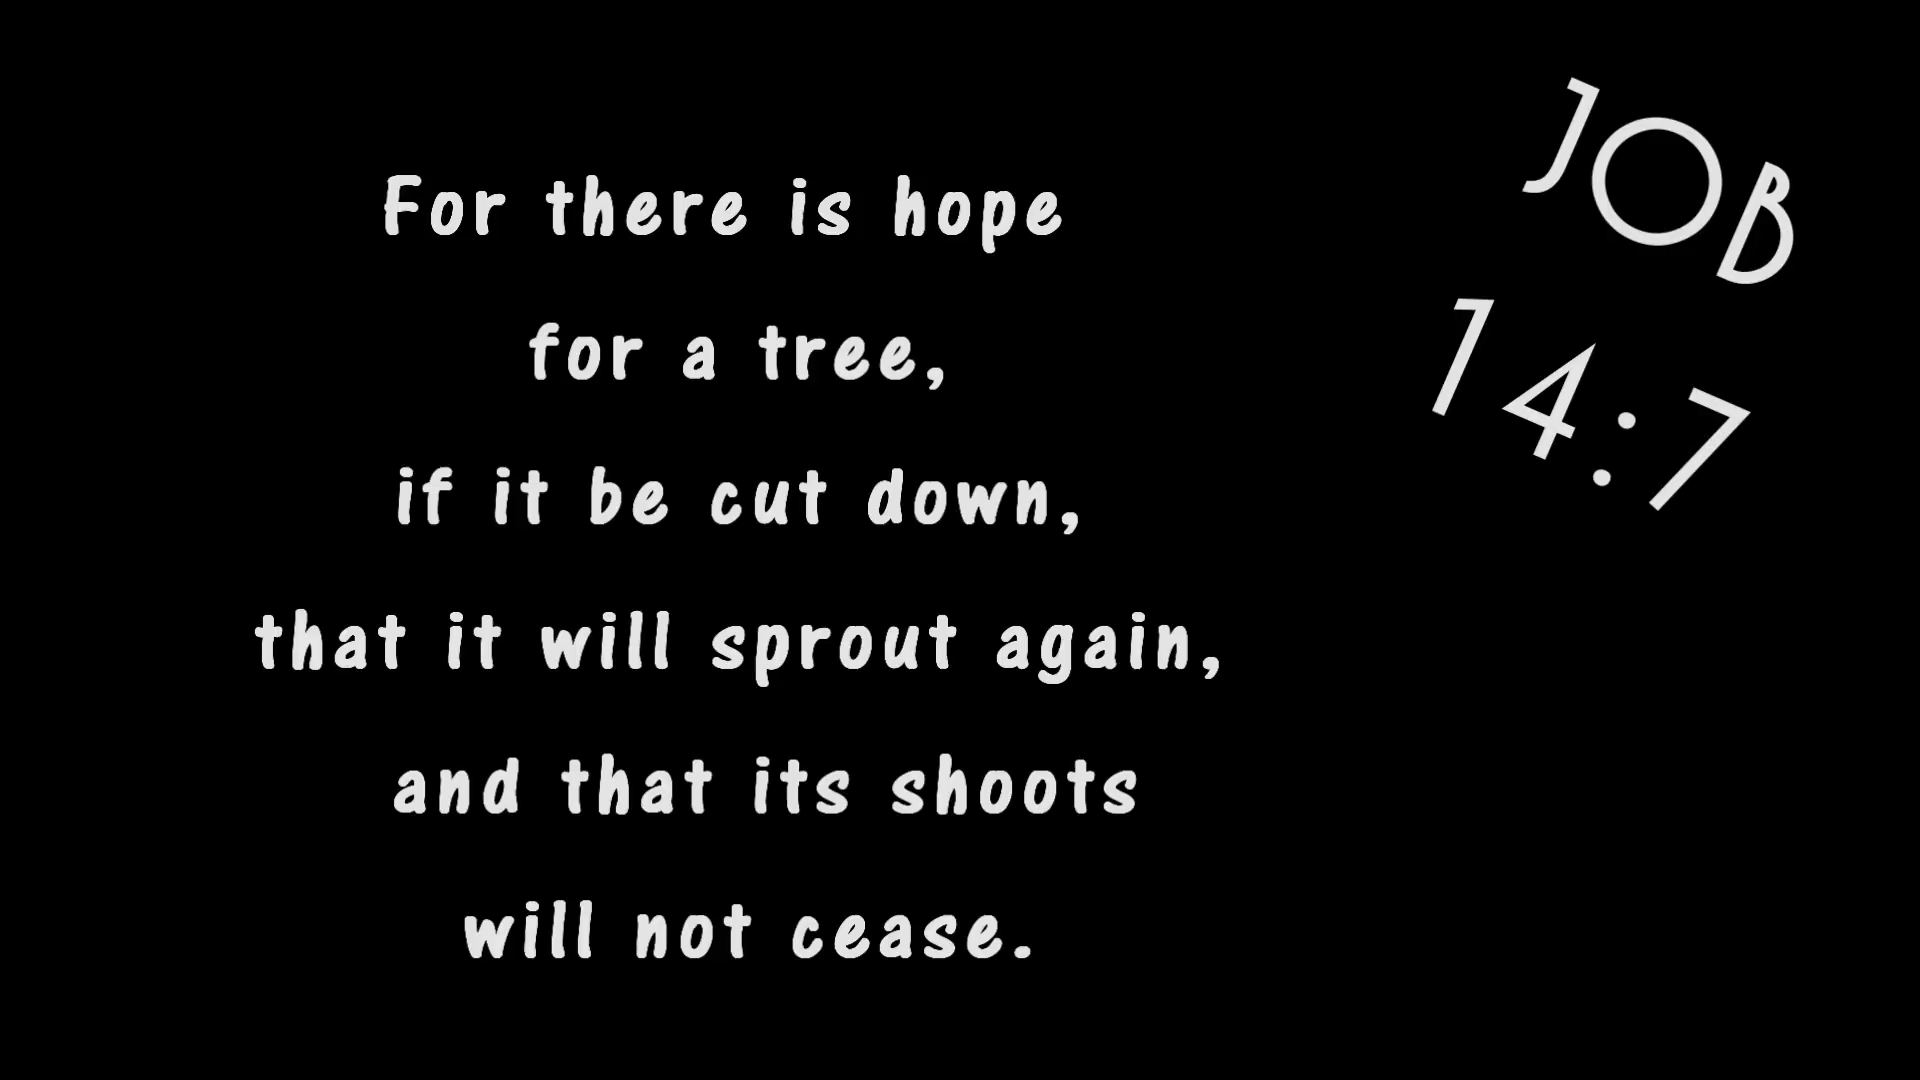 For there is hope
for a tree,
if it be cut down,
that it will sprout again,
and that its shoots
will not cease.
JOB
14:7